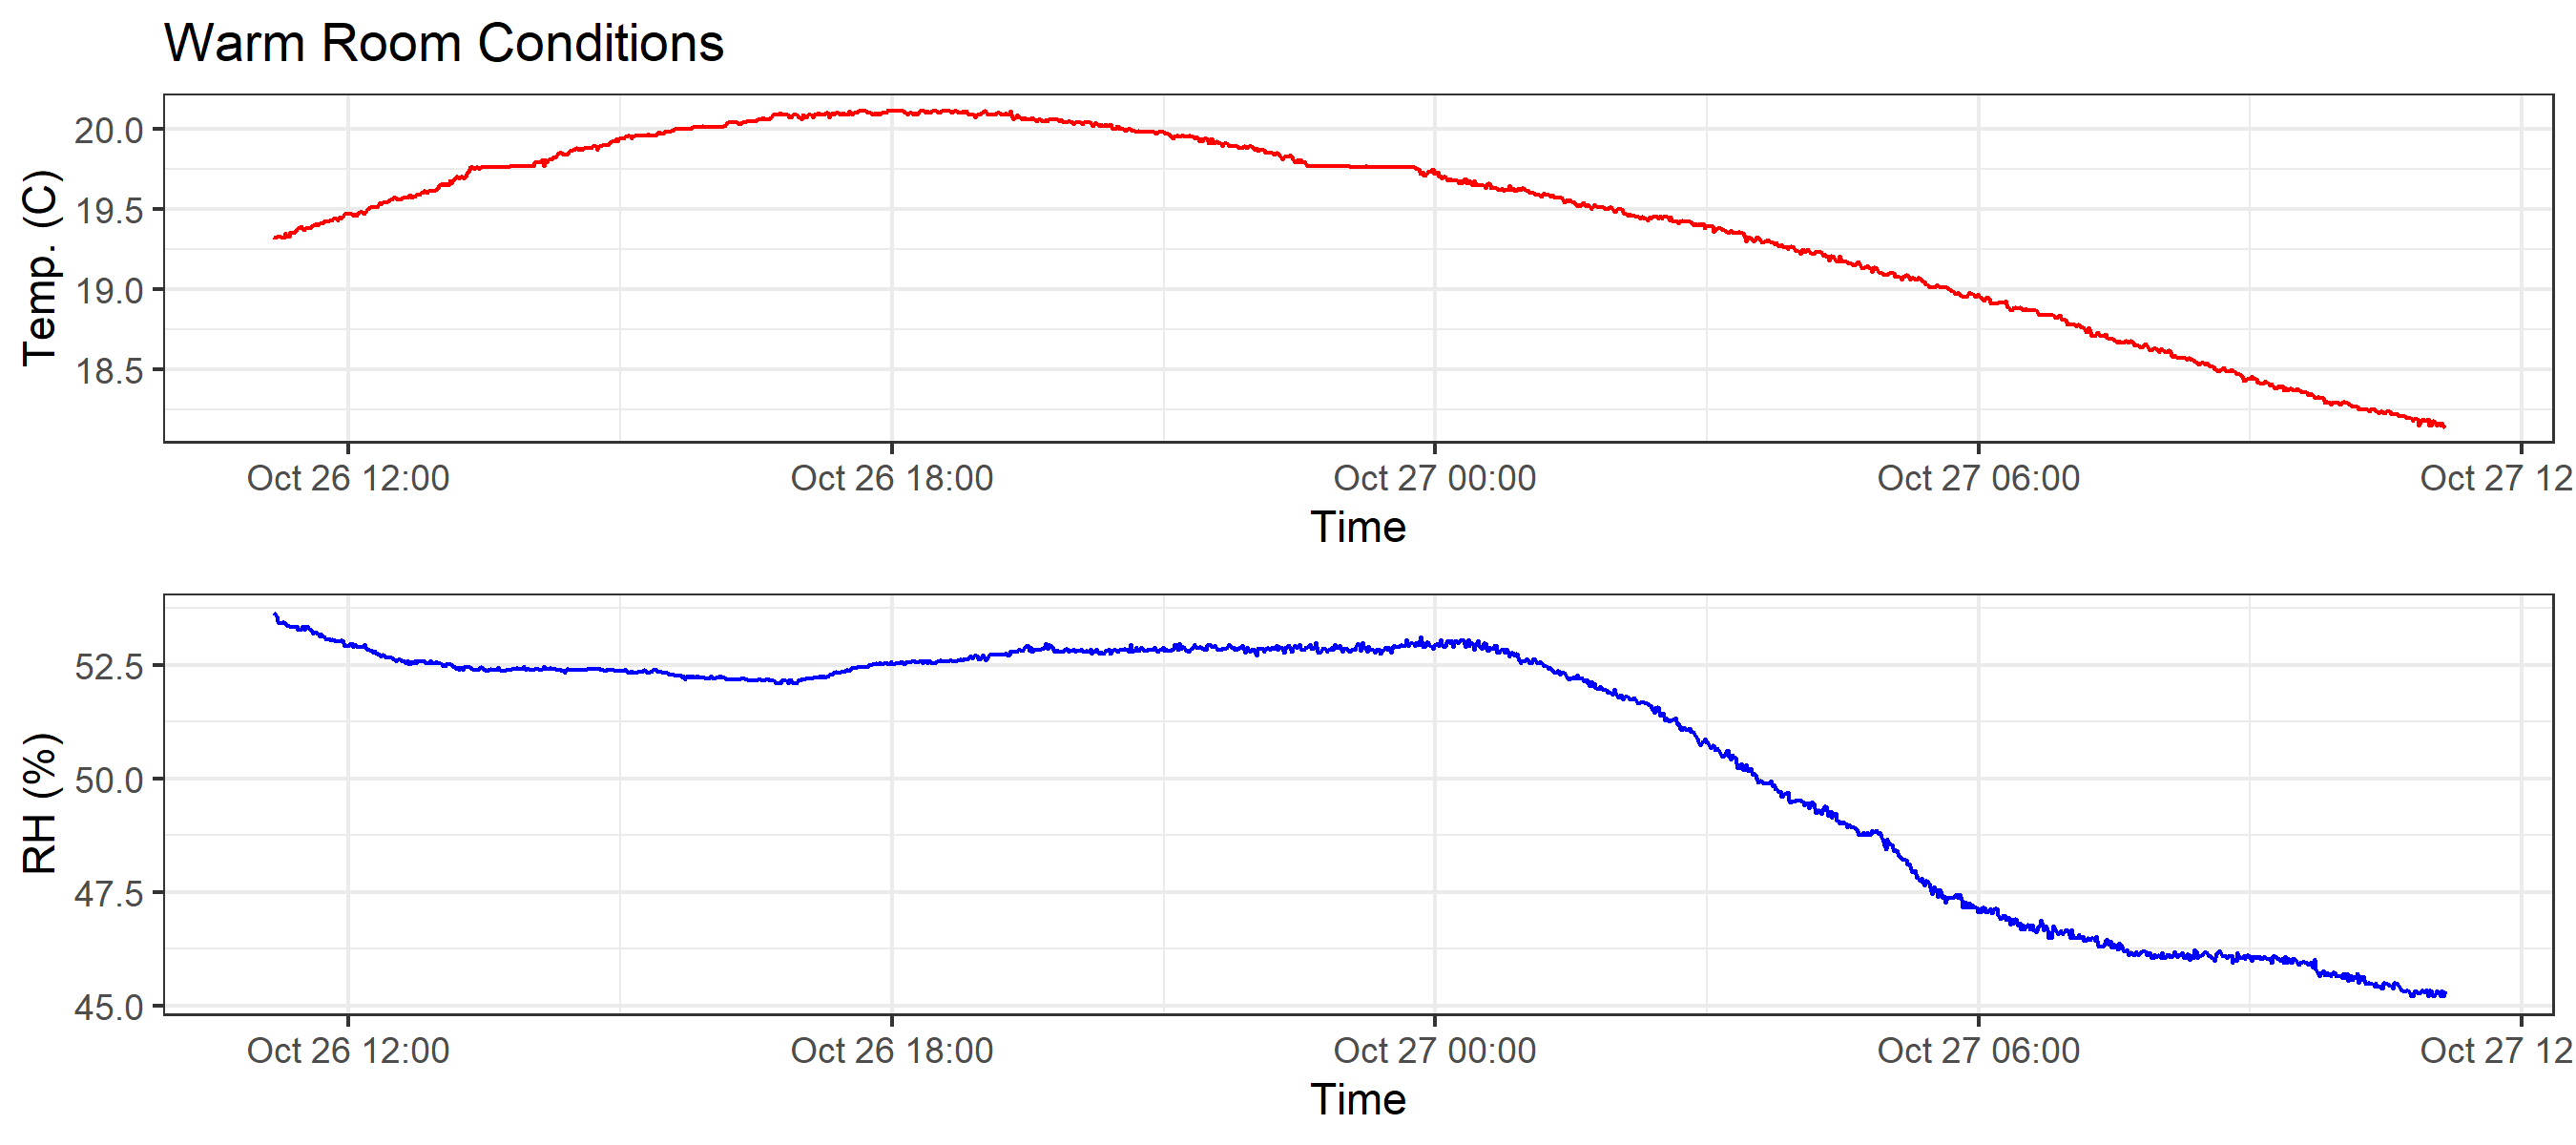 Warm Room Conditions
Temp. (C)
20.0
19.5
19.0
18.5
Oct 26 12:00 Oct 26 18:00 Oct 27 00:00 Oct 27 06:00 Oct 27 12
Time
RH (%)
52.5
50.0
47.5
45.0
Oct 26 12:00 Oct 26 18:00 Oct 27 00:00 Oct 27 06:00 Oct 27 12
Time